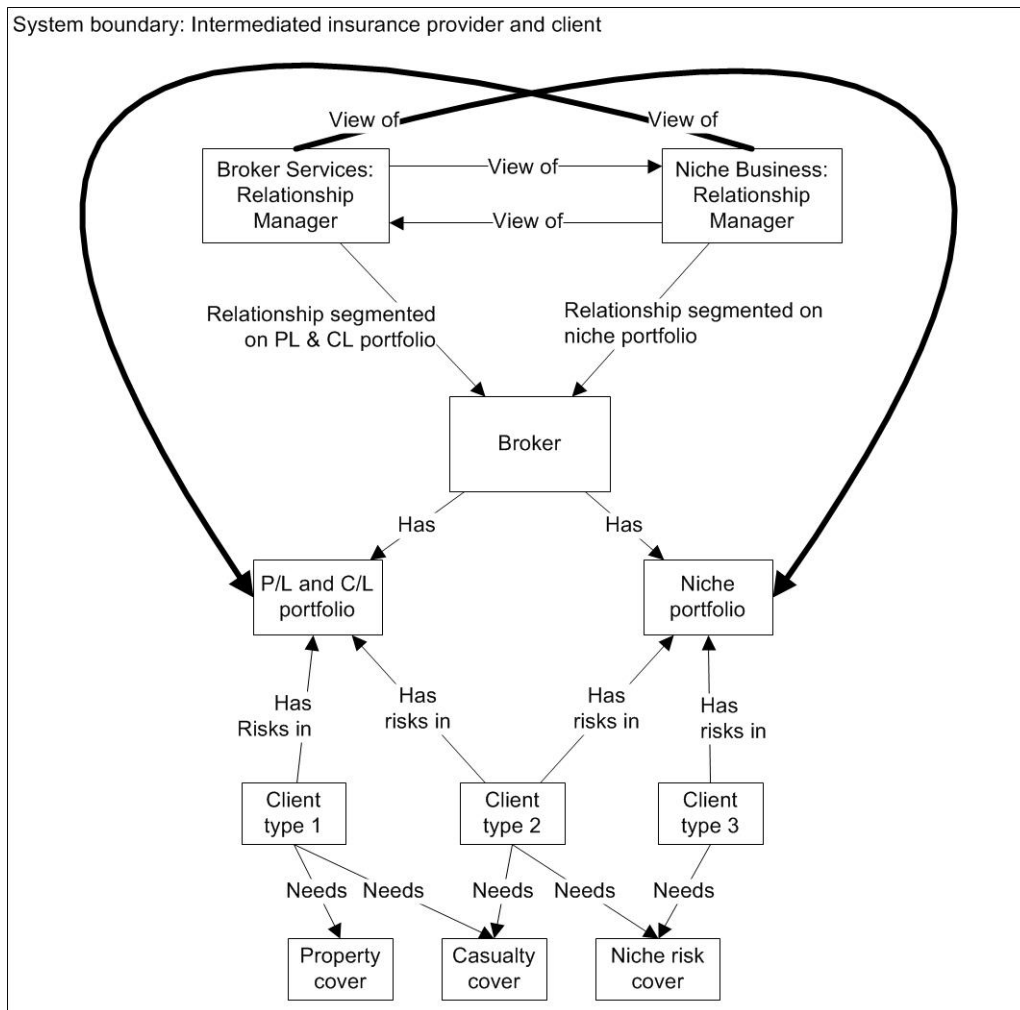 System boundary: Intermediated insurance provider and client
View of
View of
Broker Services:
Relationship
Manager
View of
View of
Niche Business:
Relationship
Manager
Relationship segmented
on PL & CL portfolio
Relationship segmented on
niche portfolio
Broker
Has
Has
P/L and C/L
portfolio
Niche
portfolio
Has
Risks in
Has
risks in
Has
risks in
Has
risks in
Client
type 1
Client
type 2
Client
type 3
Needs
Needs
Needs
Needs
Needs
Property
cover
Casualty
cover
Niche risk
cover